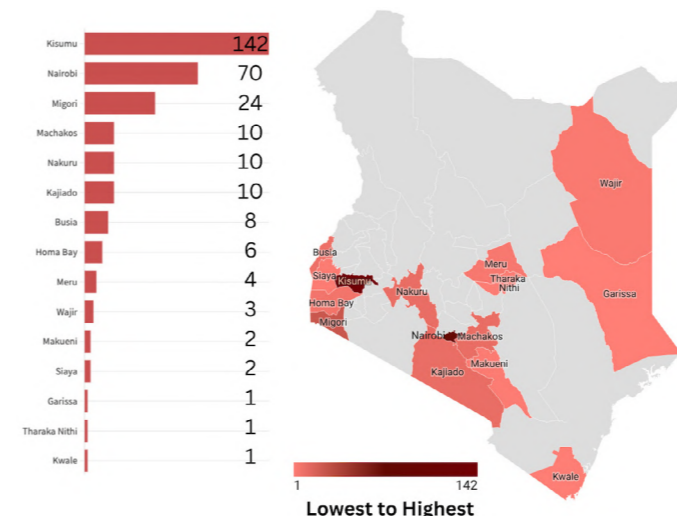 Kisumu 142
Nairobi 70
Migori 24
Machakos 10
Nakuru 10
Kajiado 10
Busia 8
Homa Bay 6
Meru 4
Wajir 3
Makueni 2
Siaya 2
Garissa 1
Tharaka Nithi 1
Kwale 1
Wajir
Busia
Meru
Siaya
Kisumu
Tharaka
Nithi
Nakuru
Garissa
Homa Bay
Migori
Nairobi
Machakos
Makueni
Kajiado
Kwale
1 142
Lowest to Highest